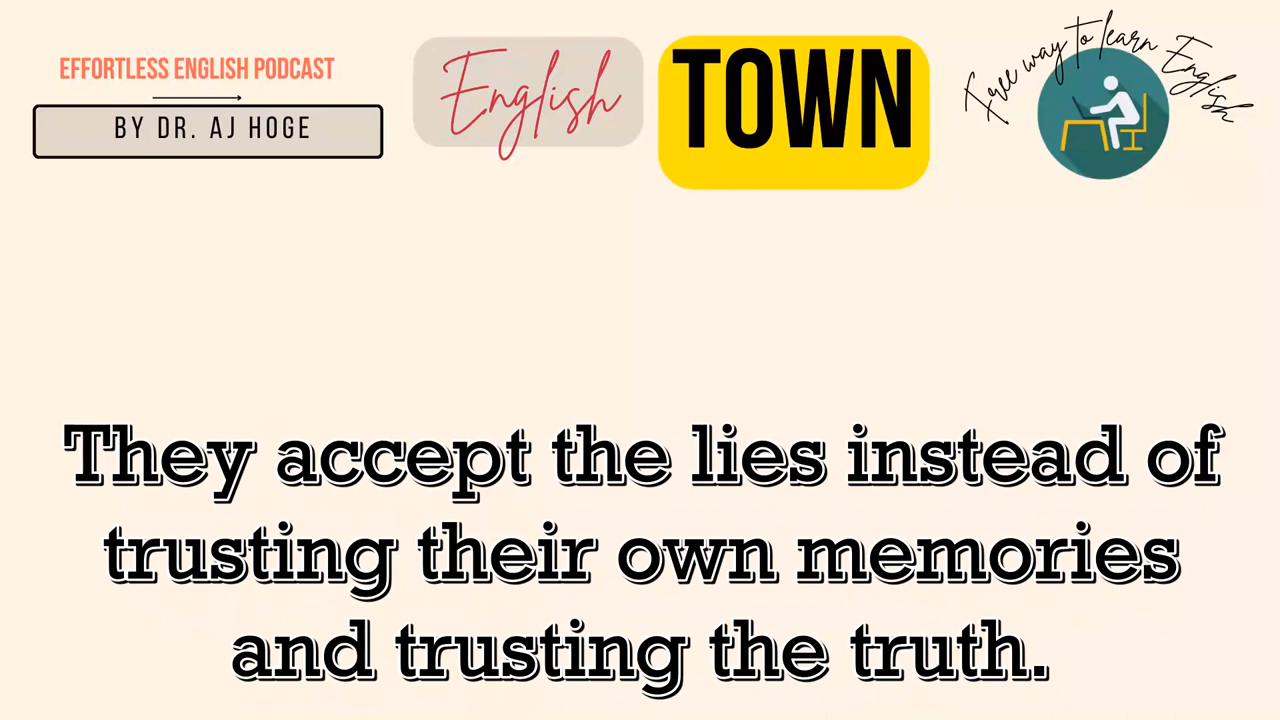 EFFORTLESS ENGLISH PODCAST
BY DR. AJ HOGE
English
TOWN
Free way to learn English
They accept the lies instead of
trusting their own memories
and trusting the truth.